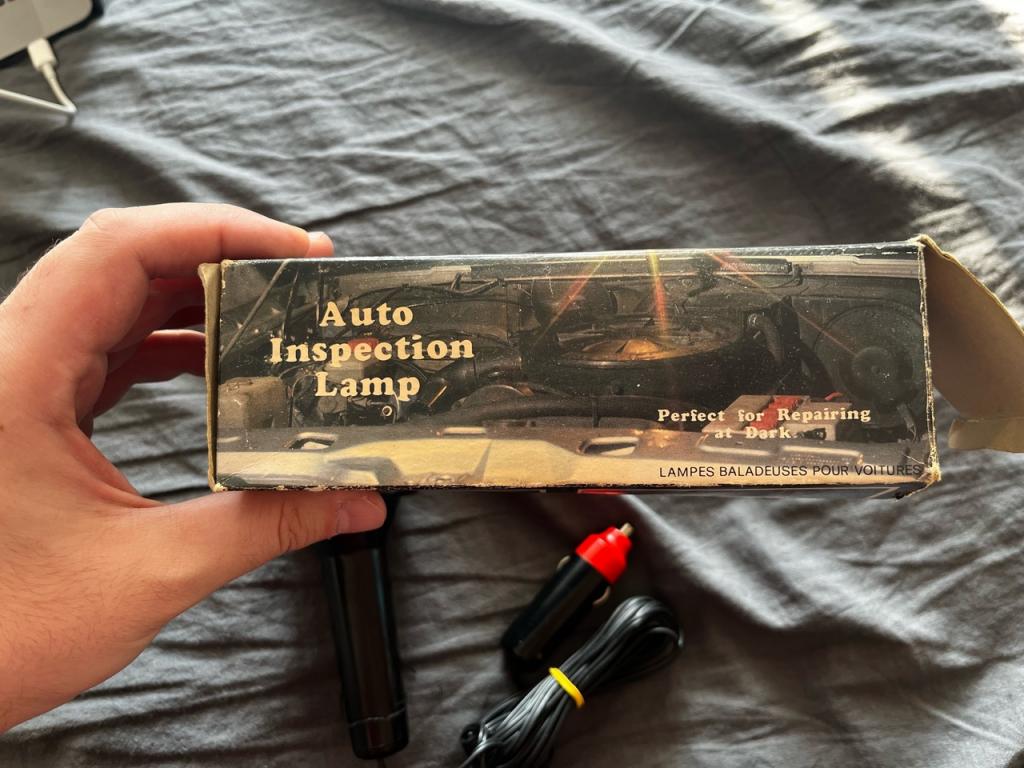 Auto
Inspection
Lamp
Perfect for Repairing
at Dark.
LAMPES BALADEUSES POUR VOITURES